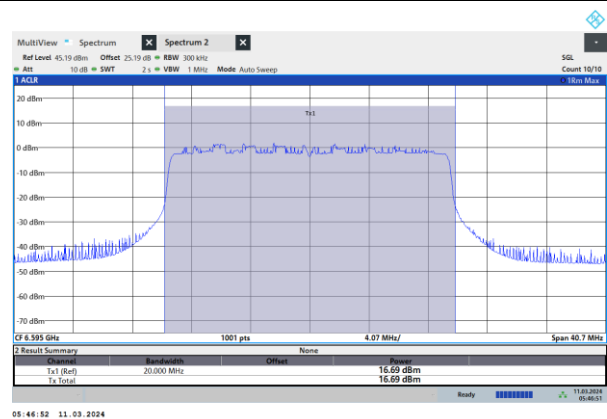 MultiView Spectrum X Spectrum 2 X
Ref Level 45.19 dBm Offset 25.19 dB RBW 300 kHz SGL
Att 10 dB SWT 2 s VBW 1 MHz Mode Auto Sweep Count 10/10
1 ACLR 1Rm Max
20 dBm
Tx1
10 dBm
0 dBm
-10 dBm
-20 dBm
-30 dBm
-40 dBm
-50 dBm
-60 dBm
-70 dBm
CF 6.595 GHz 1001 pts 4.07 MHz/ Span 40.7 MHz
2 Result Summary None
Channel Bandwidth Offset Power
Tx1 (Ref) 20.000 MHz 16.69 dBm
Tx Total 16.69 dBm
Ready 11.03.2024
05:46:51
05:46:52 11.03.2024